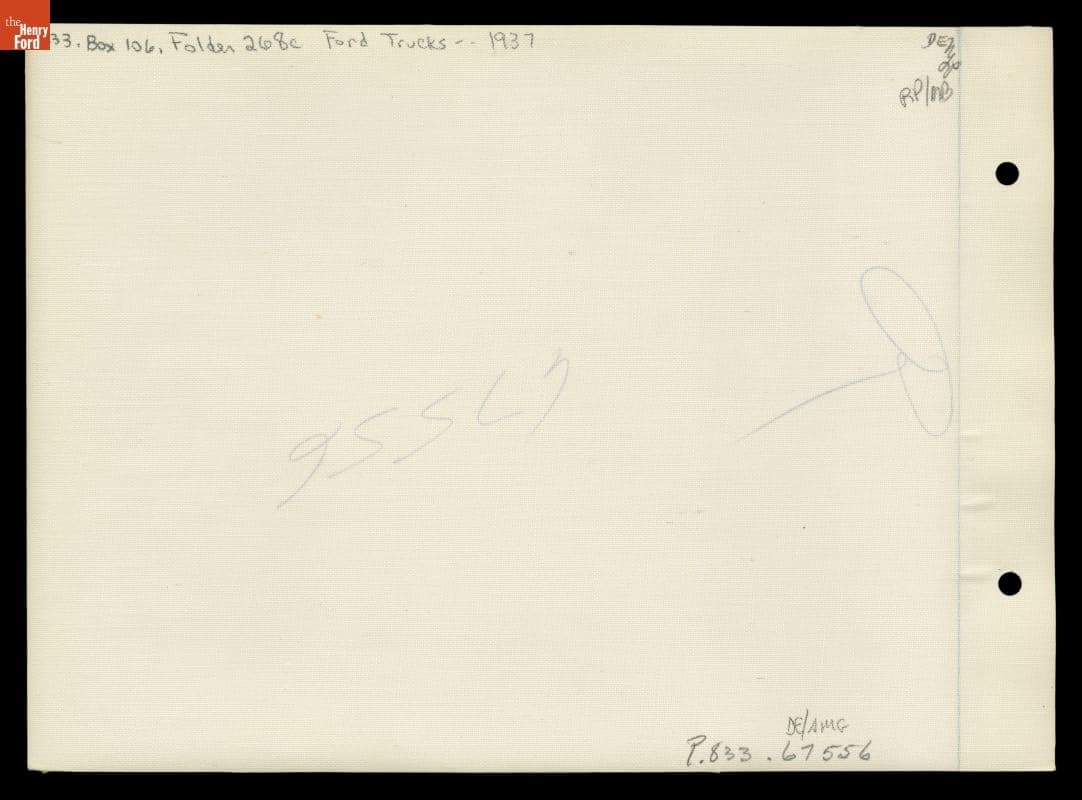 the Henry Ford
33. Box 106, Folder 268c Ford Trucks -- 1937
RP/MB
DE/AMG
P.833.67556